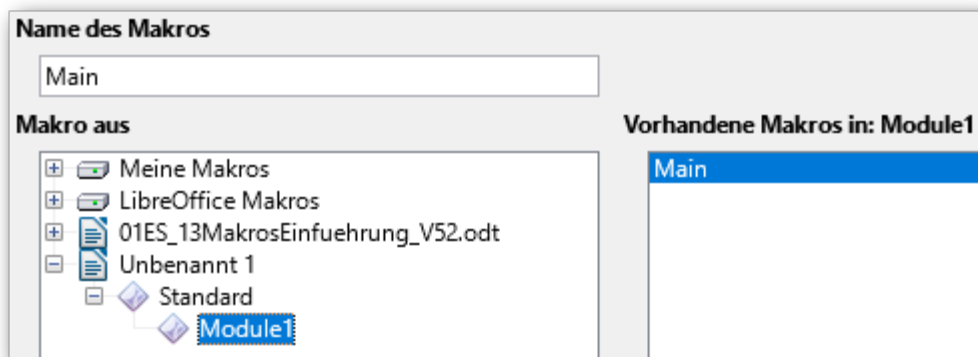 Name des Makros
Main
Makro aus
Vorhandene Makros in: Module1
Meine Makros
LibreOffice Makros
01ES_13MakrosEinfuehrung_V52.odt
Unbenannt 1
Standard
Module1
Main